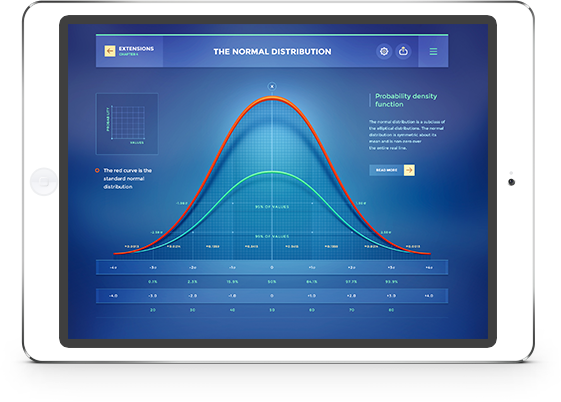 EXTENSIONS
CHAPTER 4
THE NORMAL DISTRIBUTION
PROBABILITY
VALUES
The red curve is the
standard normal
distribution
Probability density
function
The normal distribution is a subclass of
the elliptical distributions. The normal
distribution is symmetric about its
mean and is non-zero over
the entire real line.
READ MORE
95% OF VALUES
-4σ -3σ -2σ -1σ 0 +1σ +2σ +3σ +4σ
0.1% 2.3% 15.9% 50% 84.1% 97.7% 99.9%
-4.0 -3.0 -2.0 -1.0 0 +1.0 +2.0 +3.0 +4.0
20 30 40 50 60 70 80